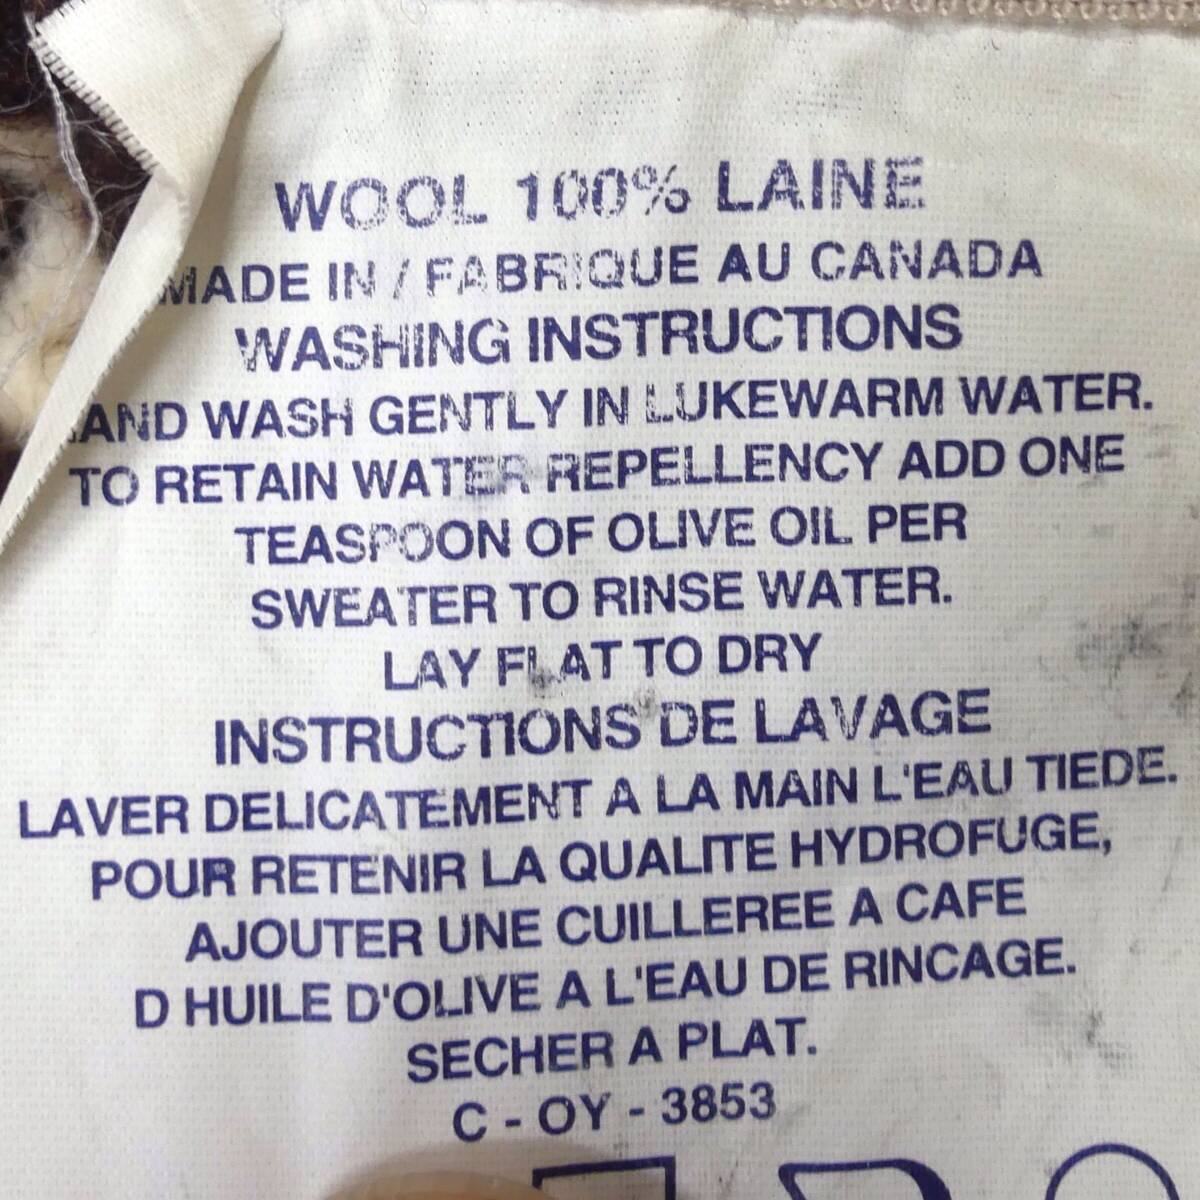 WOOL 100% LAINE
MADE IN / FABRIQUE AU CANADA
WASHING INSTRUCTIONS
AND WASH GENTLY IN LUKEWARM WATER.
TO RETAIN WATER REPELLENCY ADD ONE
TEASPOON OF OLIVE OIL PER
SWEATER TO RINSE WATER.
LAY FLAT TO DRY
INSTRUCTIONS DE LAVAGE
LAVER DELICATEMENT A LA MAIN L'EAU TIEDE.
POUR RETENIR LA QUALITE HYDROFUGE,
AJOUTER UNE CUILLEREE A CAFE
D HUILE D'OLIVE A L'EAU DE RINCAGE.
SECHER A PLAT.
C - OY - 3853